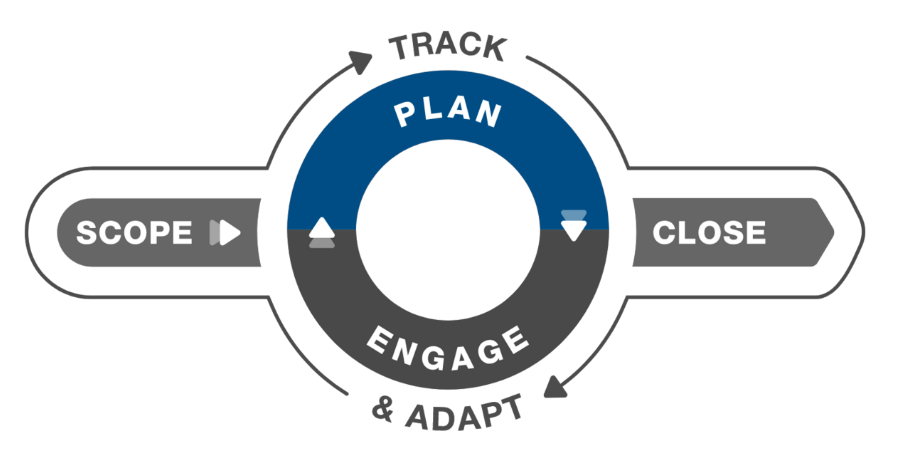 TRACK
PLAN
SCOPE
CLOSE
ENGAGE
& ADAPT